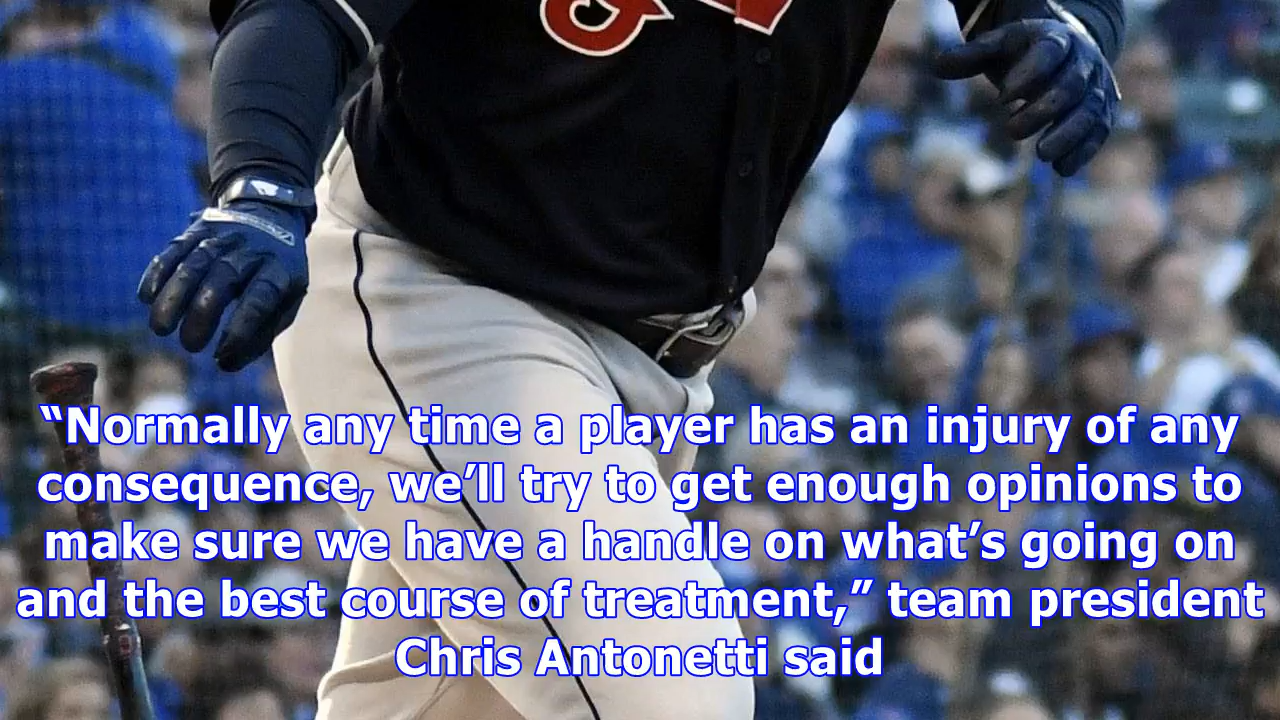 “Normally any time a player has an injury of any
consequence, we’ll try to get enough opinions to
make sure we have a handle on what’s going on
and the best course of treatment,” team president
Chris Antonetti said